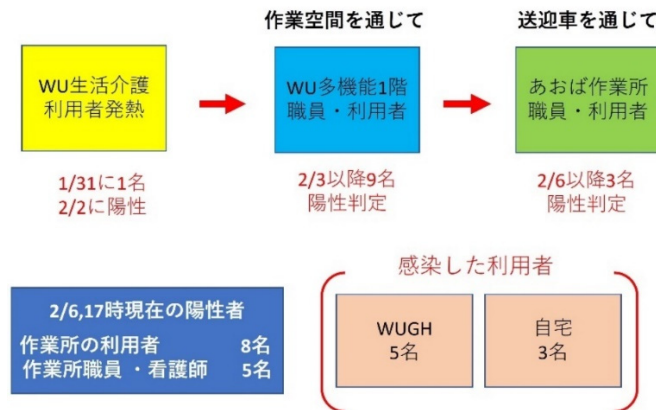 作業空間を通じて
送迎車を通じて
WU生活介護
利用者発熱
WU多機能1階
職員・利用者
あおば作業所
職員・利用者
1/31に1名
2/2に陽性
2/3以降9名
陽性判定
2/6以降3名
陽性判定
感染した利用者
2/6,17時現在の陽性者
作業所の利用者 8名
作業所職員・看護師 5名
WUGH
5名
自宅
3名